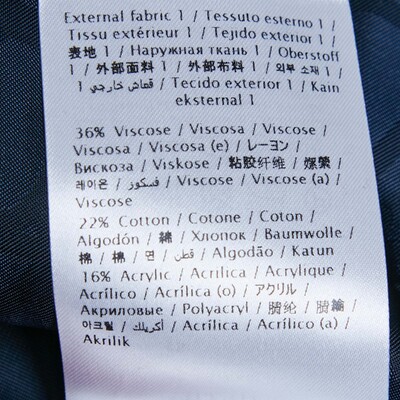 External fabric 1 / Tessuto esterno 1 /
Tissu extérieur 1 / Tejido exterior 1 /
表地 1 / Наружная ткань 1 / Oberstoff
1 / 外部面料 1 / 外部布料 1 / 외부 소재 1 /
1 قماش خارجي / Tecido exterior 1 / Kain
eksternal 1
36% Viscose / Viscosa / Viscose /
Viscosa / Viscosa (e) / レーヨン /
Вискоза / Viskose / 粘胶纤维 / 嫘縈 /
레이온 / فسكوز / Viscose / Viscose (a) /
Viscose
22% Cotton / Cotone / Coton /
Algodón / 綿 / Хлопок / Baumwolle /
棉 / 棉 / 면 / قطن / Algodão / Katun
16% Acrylic / Acrilica / Acrylique /
Acrílico / Acrílica (o) / アクリル /
Акриловые / Polyacryl / 腈纶 / 腈綸 /
아크릴 / أكريلك / Acrílica / Acrílico (a) /
Akrilik